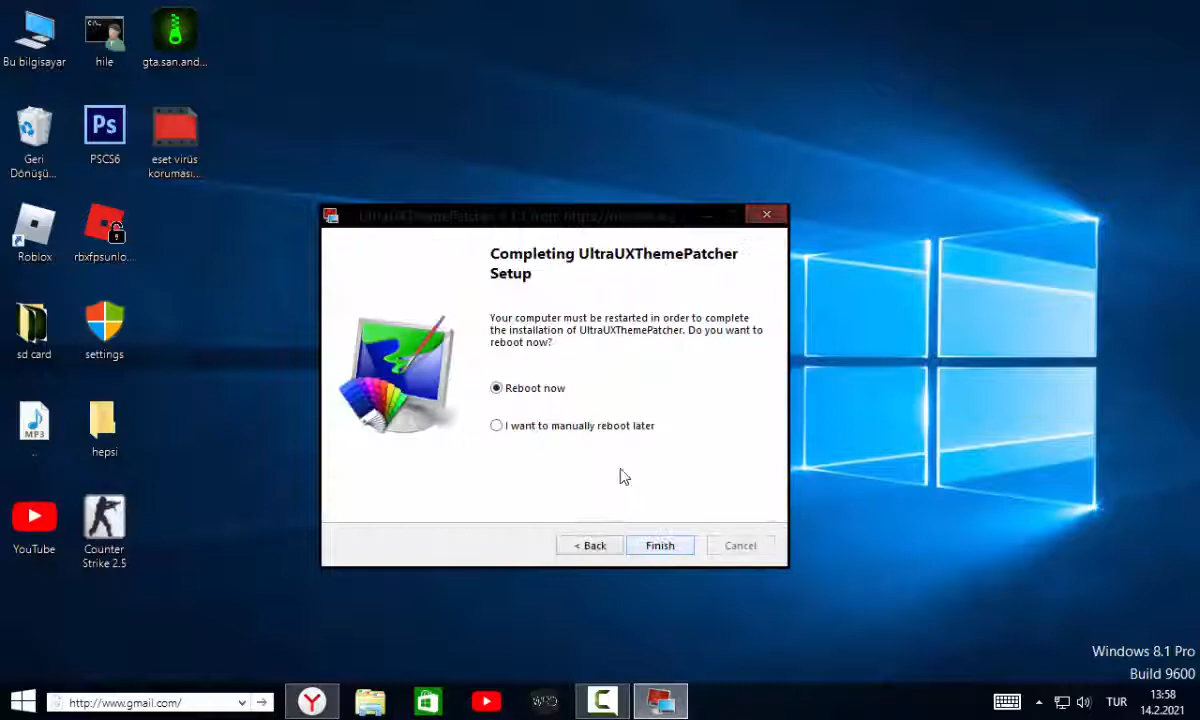 Bu bilgisayar
hile
gta.san.and...
Geri
Dönüşü...
PSCS6
eset virüs
koruması...
Roblox
rbxfpsunlo...
sd card
settings
MP3
..
hepsi
YouTube
Counter
Strike 2.5
Completing UltraUXThemePatcher
Setup
Your computer must be restarted in order to complete
the installation of UltraUXThemePatcher. Do you want to
reboot now?
Reboot now
I want to manually reboot later
< Back
Finish
Cancel
Windows 8.1 Pro
Build 9600
http://www.gmail.com/
TUR
13:58
14.2.2021